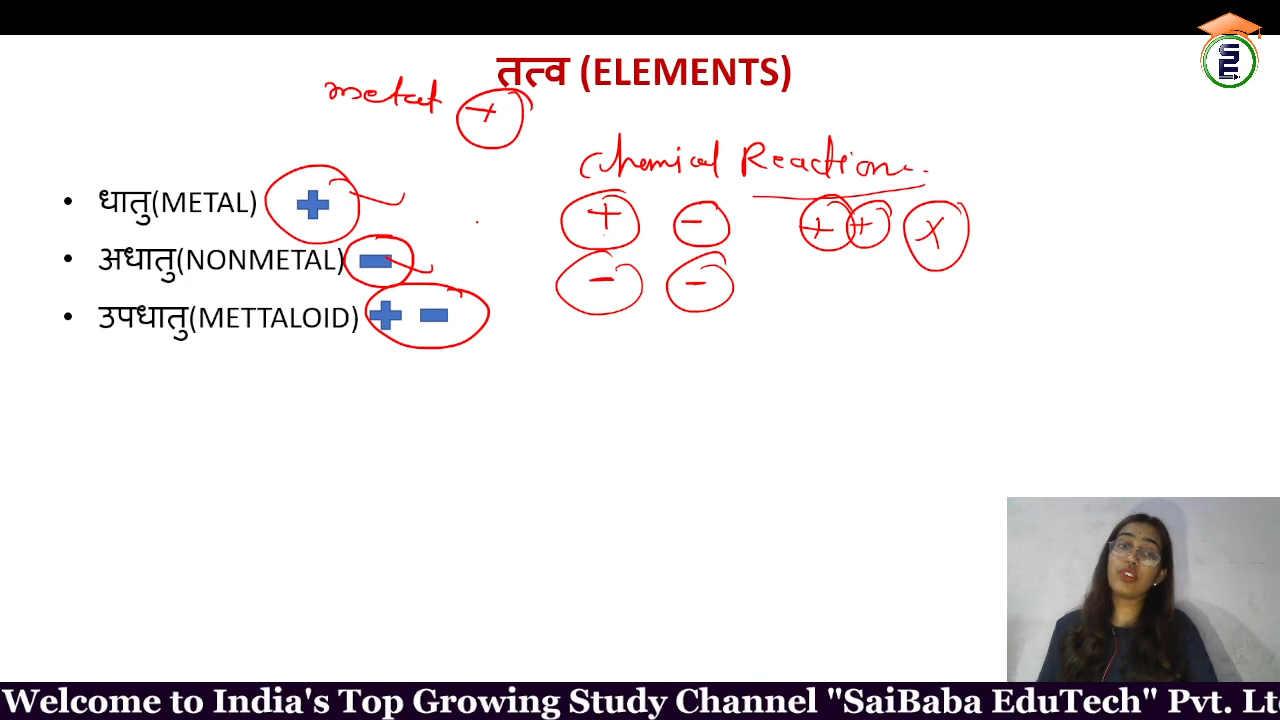 तत्व (ELEMENTS)
metal +
Chemical Reaction
• धातु(METAL) +
+ - + + X
• अधातु(NONMETAL) -
- -
• उपधातु(METTALOID) + -
Welcome to India's Top Growing Study Channel "SaiBaba EduTech" Pvt. Lt